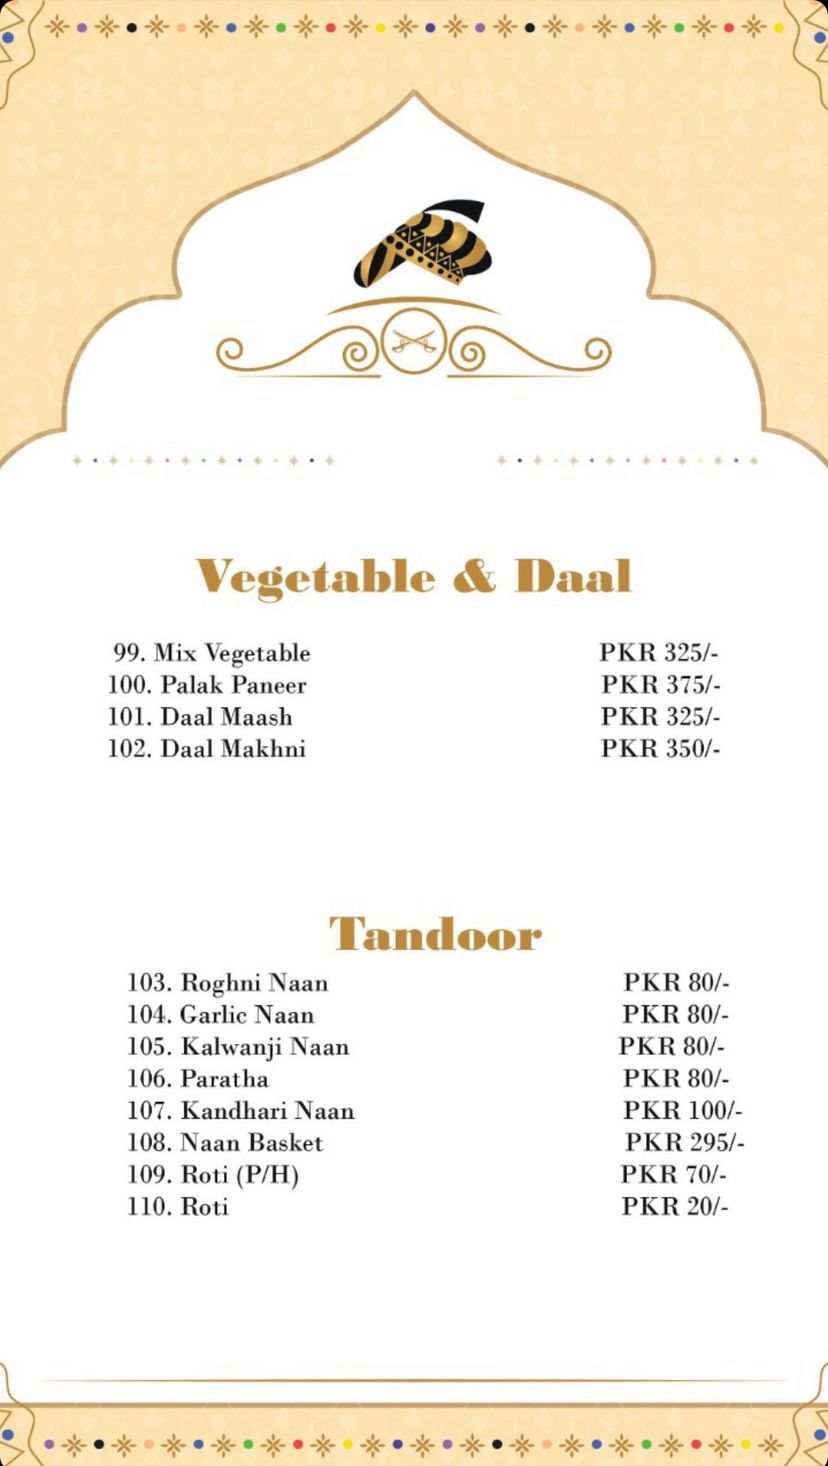 Vegetable & Daal
99. Mix Vegetable PKR 325/-
100. Palak Paneer PKR 375/-
101. Daal Maash PKR 325/-
102. Daal Makhni PKR 350/-
Tandoor
103. Roghni Naan PKR 80/-
104. Garlic Naan PKR 80/-
105. Kalwanji Naan PKR 80/-
106. Paratha PKR 80/-
107. Kandhari Naan PKR 100/-
108. Naan Basket PKR 295/-
109. Roti (P/H) PKR 70/-
110. Roti PKR 20/-